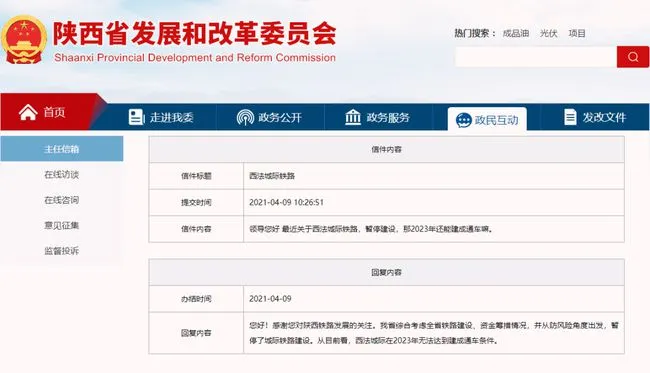 陕西省发展和改革委员会
Shaanxi Provincial Development and Reform Commission
热门搜索： 成品油 光伏 项目
首页 走进我委 政务公开 政务服务 政民互动 发改文件
主任信箱
在线访谈
在线咨询
意见征集
监督投诉
信件内容
信件标题 西法城际铁路
提交时间 2021-04-09 10:26:51
信件内容 领导您好 最近关于西法城际铁路，暂停建设，那2023年还能建成通车嘛。
回复内容
办结时间 2021-04-09
回复内容 您好！感谢您对陕西铁路发展的关注。我省综合考虑全省铁路建设、资金筹措情况，并从防风险角度出发，暂
停了城际铁路建设。从目前看，西法城际在2023年无法达到建成通车条件。